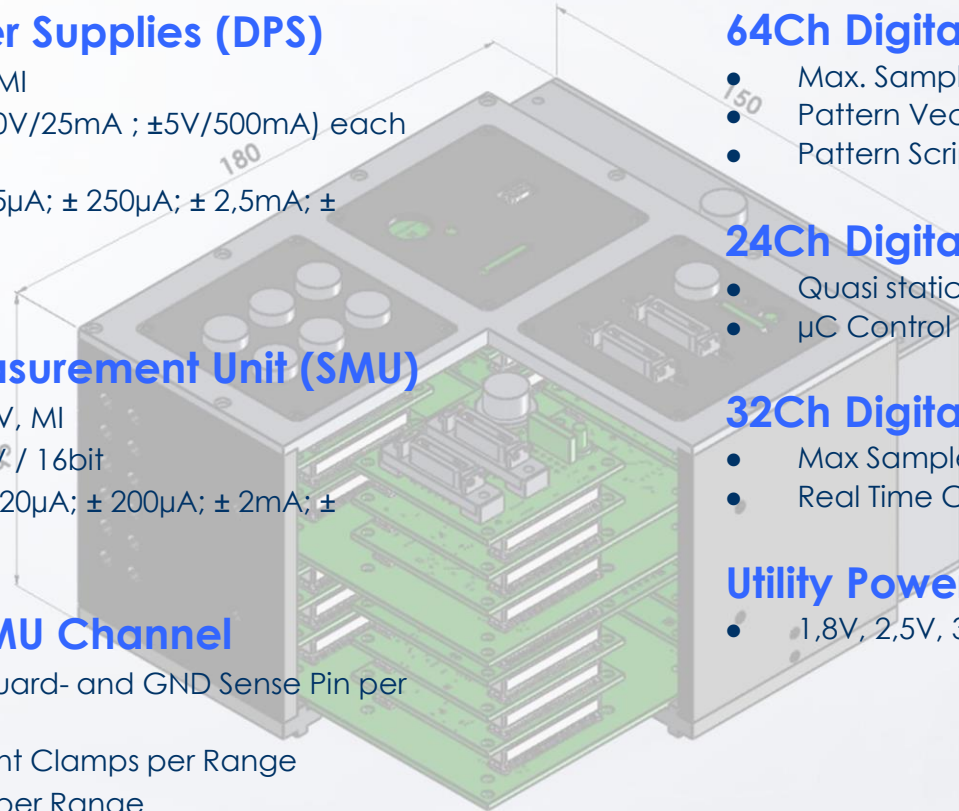 er Supplies (DPS)
MI
0V/25mA ; ±5V/500mA) each
5µA; ± 250µA; ± 2,5mA; ±
asurement Unit (SMU)
V, MI
V / 16bit
20µA; ± 200µA; ± 2mA; ±
MU Channel
uard- and GND Sense Pin per
nt Clamps per Range
per Range
180
150
64Ch Digita
● Max. Sampl
● Pattern Vec
● Pattern Scri
24Ch Digita
● Quasi static
● µC Control
32Ch Digita
● Max Sample
● Real Time C
Utility Powe
● 1,8V, 2,5V, 3